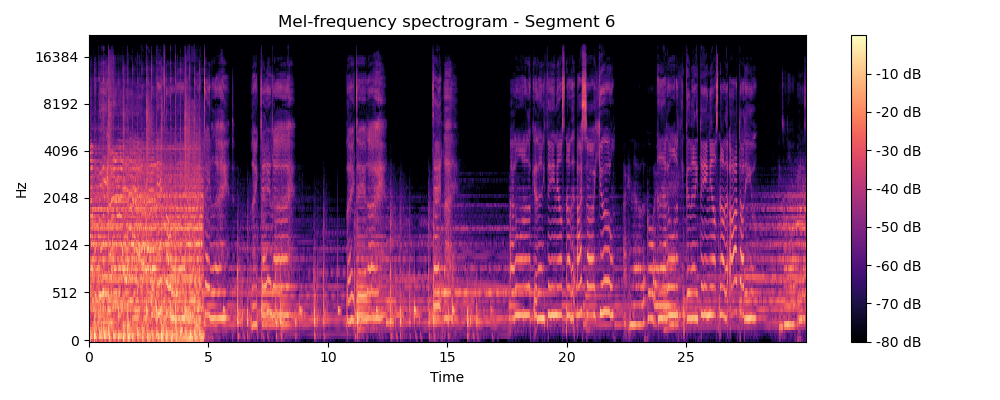 Mel-frequency spectrogram - Segment 6
Hz
16384
8192
4096
2048
1024
512
0
0 5 10 15 20 25
Time
-10 dB
-20 dB
-30 dB
-40 dB
-50 dB
-60 dB
-70 dB
-80 dB